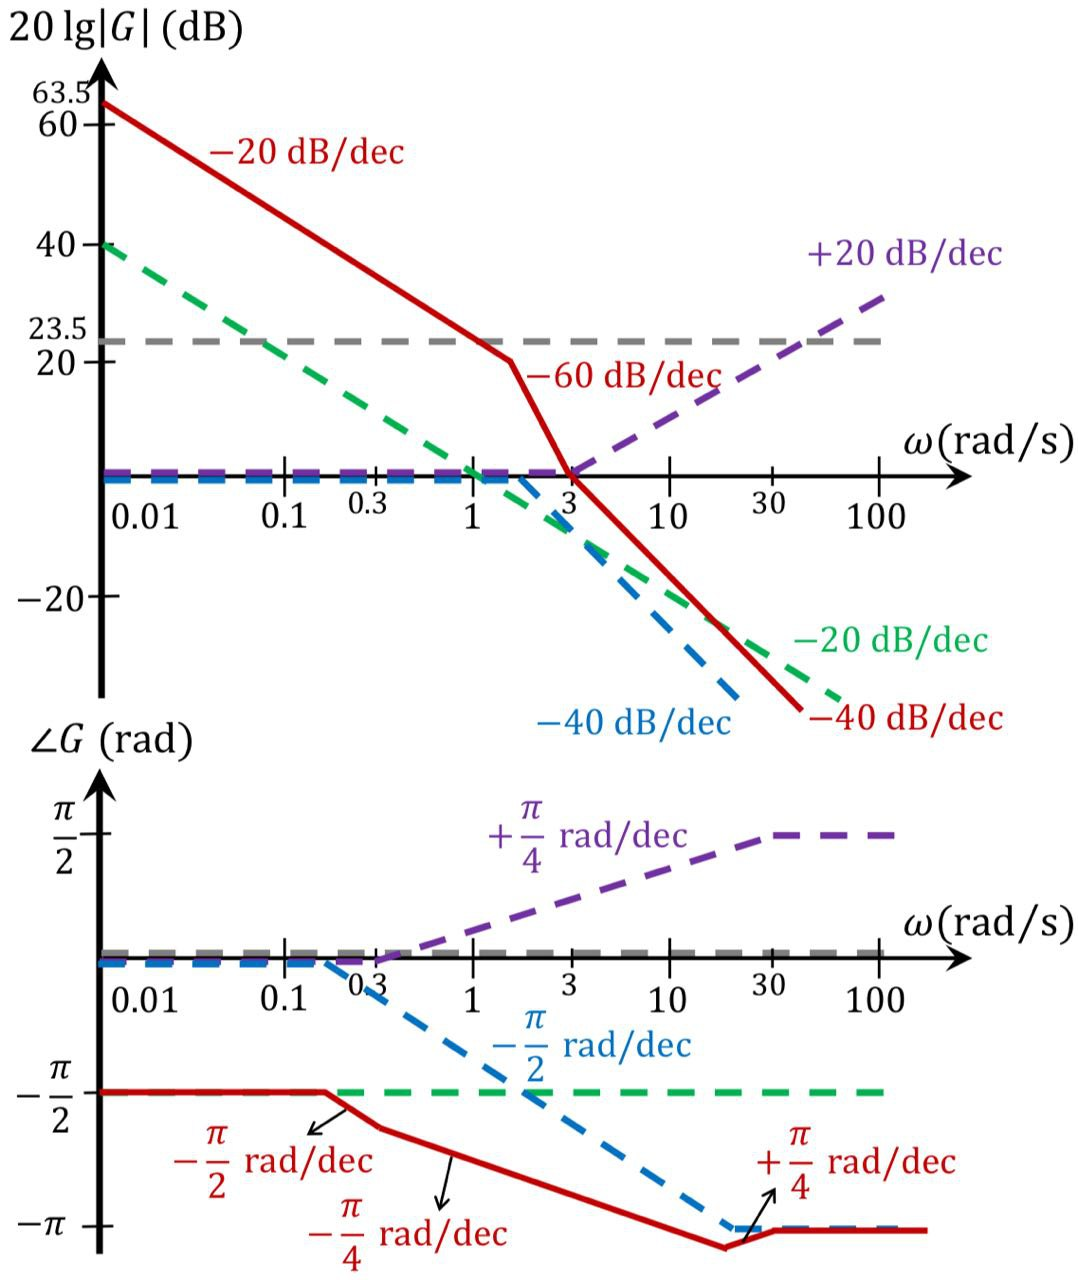 20 lg|G| (dB)
63.5
60
−20 dB/dec
40
+20 dB/dec
23.5
20
−60 dB/dec
ω(rad/s)
0.01 0.1 0.3 1 3 10 30 100
−20
−20 dB/dec
−40 dB/dec
−40 dB/dec
∠G (rad)
π/2
+π/4 rad/dec
ω(rad/s)
0.01 0.1 0.3 1 3 10 30 100
−π/2 rad/dec
−π/2
−π/2 rad/dec
+π/4 rad/dec
−π
−π/4 rad/dec